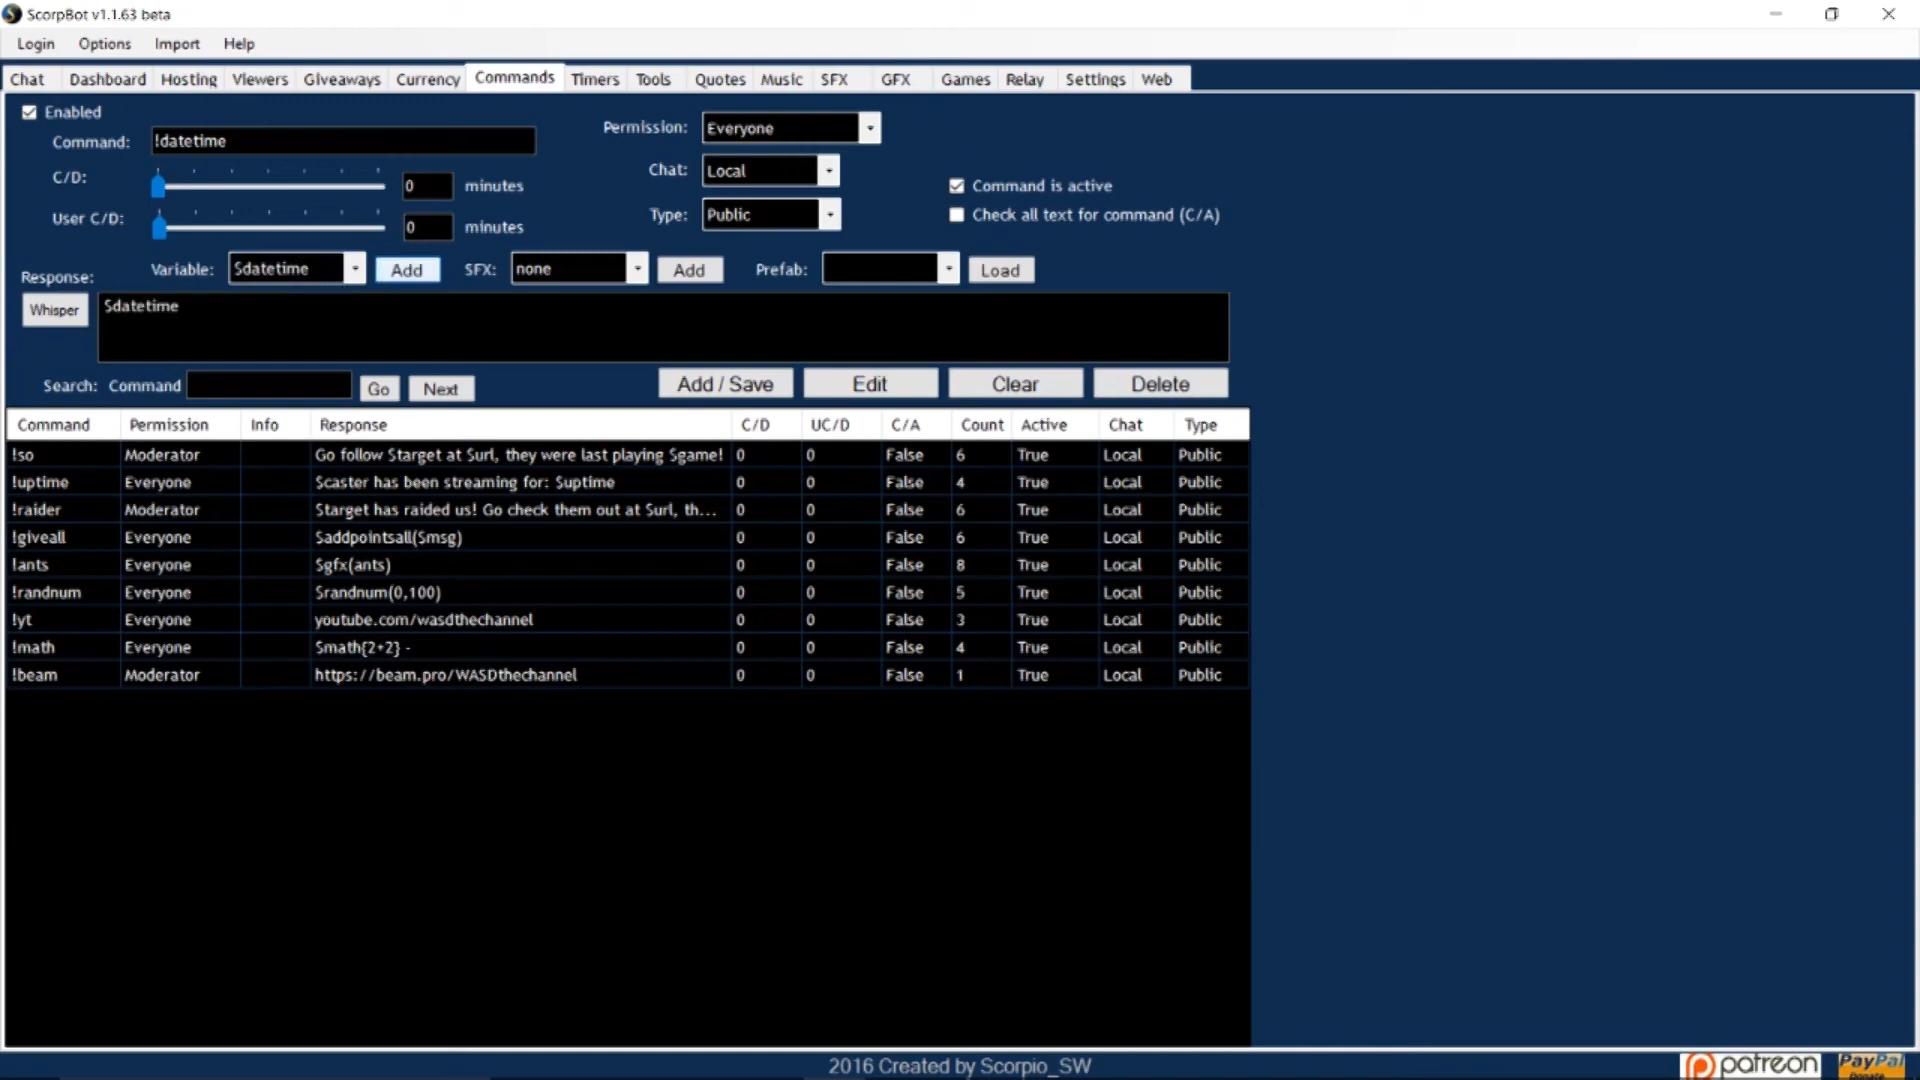 ScorpBot v1.1.63 beta
Login Options Import Help
Chat Dashboard Hosting Viewers Giveaways Currency Commands Timers Tools Quotes Music SFX GFX Games Relay Settings Web
Enabled
Command: !datetime
Permission: Everyone
C/D: 0 minutes
Chat: Local
Command is active
User C/D: 0 minutes
Type: Public
Check all text for command (C/A)
Response:
Variable: $datetime Add SFX: none Add Prefab: Load
Whisper
$datetime
Search: Command Go Next Add / Save Edit Clear Delete
Command Permission Info Response C/D UC/D C/A Count Active Chat Type
!so Moderator Go follow $target at $url, they were last playing $game! 0 0 False 6 True Local Public
!uptime Everyone $caster has been streaming for: $uptime 0 0 False 4 True Local Public
!raider Moderator $target has raided us! Go check them out at $url, th... 0 0 False 6 True Local Public
!giveall Everyone $addpointsall($msg) 0 0 False 6 True Local Public
!ants Everyone $gfx(ants) 0 0 False 8 True Local Public
!randnum Everyone $randnum(0,100) 0 0 False 5 True Local Public
!yt Everyone youtube.com/wasdthechannel 0 0 False 3 True Local Public
!math Everyone $math{2+2} - 0 0 False 4 True Local Public
!beam Moderator https://beam.pro/WASDthechannel 0 0 False 1 True Local Public
2016 Created by Scorpio_SW
patreon
PayPal
Donate